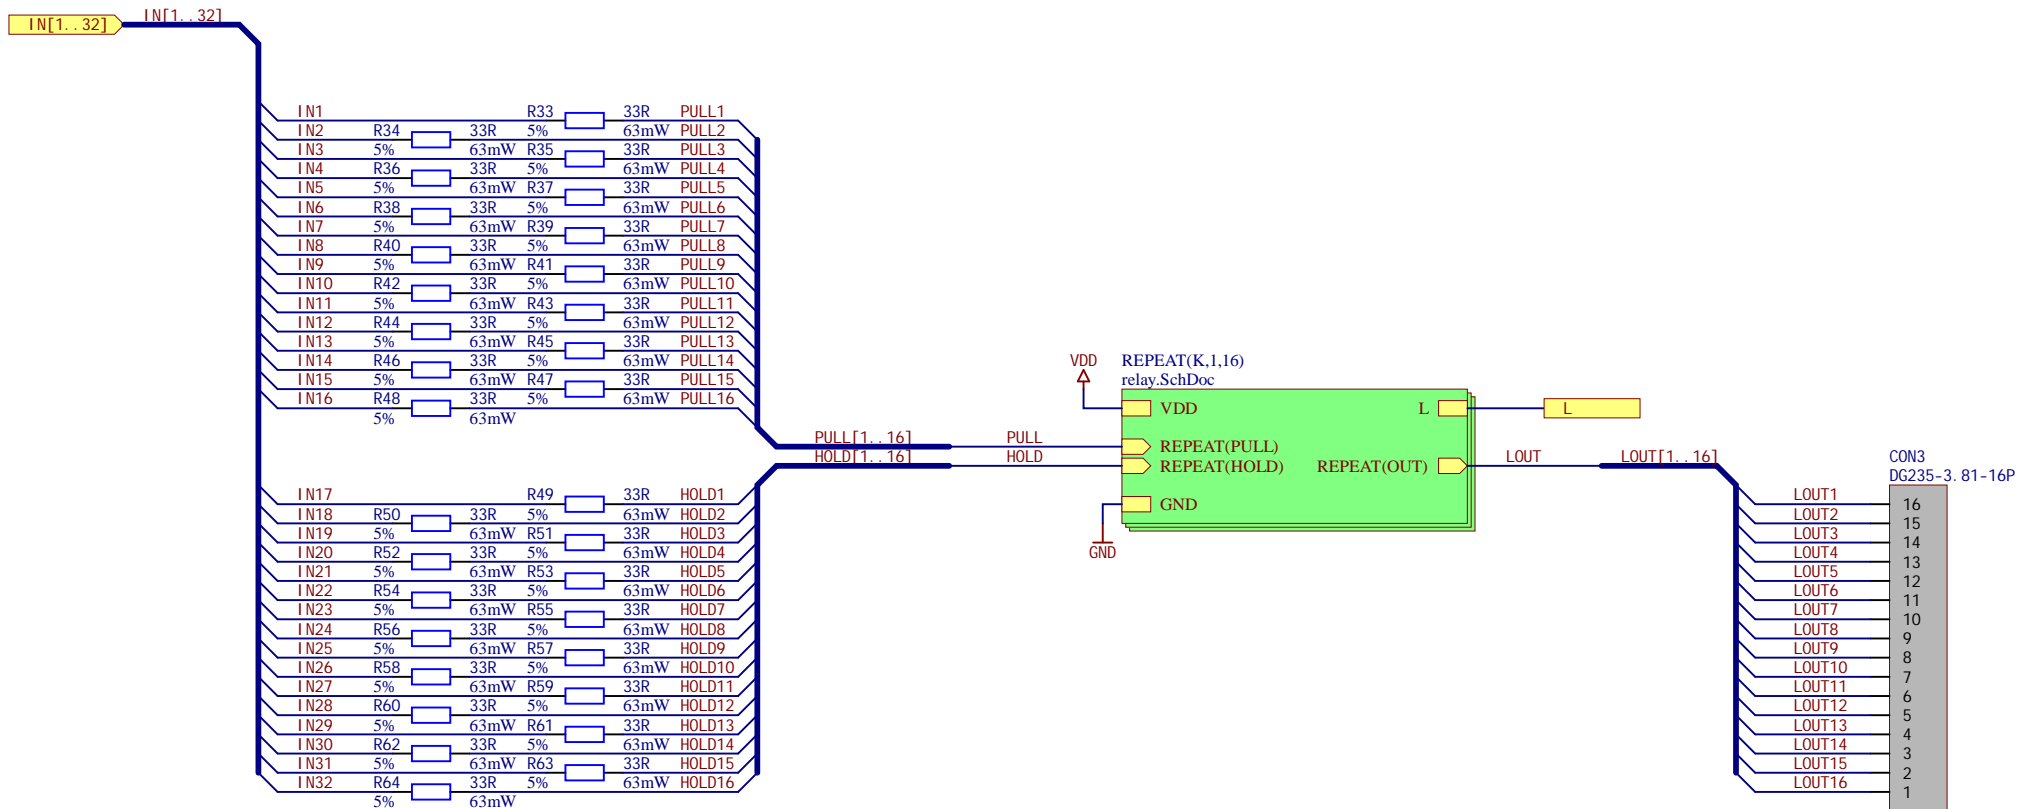 IN[1..32] IN[1..32]
IN1 R33 33R PULL1
IN2 R34 33R 5% 63mW PULL2
IN3 5% 63mW R35 33R PULL3
IN4 R36 33R 5% 63mW PULL4
IN5 5% 63mW R37 33R PULL5
IN6 R38 33R 5% 63mW PULL6
IN7 5% 63mW R39 33R PULL7
IN8 R40 33R 5% 63mW PULL8
IN9 5% 63mW R41 33R PULL9
IN10 R42 33R 5% 63mW PULL10
IN11 5% 63mW R43 33R PULL11
IN12 R44 33R 5% 63mW PULL12
IN13 5% 63mW R45 33R PULL13
IN14 R46 33R 5% 63mW PULL14
IN15 5% 63mW R47 33R PULL15
IN16 R48 33R 5% 63mW PULL16
5% 63mW
PULL[1..16] PULL
HOLD[1..16] HOLD
IN17 R49 33R HOLD1
IN18 R50 33R 5% 63mW HOLD2
IN19 5% 63mW R51 33R HOLD3
IN20 R52 33R 5% 63mW HOLD4
IN21 5% 63mW R53 33R HOLD5
IN22 R54 33R 5% 63mW HOLD6
IN23 5% 63mW R55 33R HOLD7
IN24 R56 33R 5% 63mW HOLD8
IN25 5% 63mW R57 33R HOLD9
IN26 R58 33R 5% 63mW HOLD10
IN27 5% 63mW R59 33R HOLD11
IN28 R60 33R 5% 63mW HOLD12
IN29 5% 63mW R61 33R HOLD13
IN30 R62 33R 5% 63mW HOLD14
IN31 5% 63mW R63 33R HOLD15
IN32 R64 33R 5% 63mW HOLD16
5% 63mW
VDD REPEAT(K,1,16)
relay.SchDoc
VDD L L
REPEAT(PULL)
REPEAT(HOLD) REPEAT(OUT) LOUT LOUT[1..16]
GND
GND
CON3
DG235-3.81-16P
LOUT1 16
LOUT2 15
LOUT3 14
LOUT4 13
LOUT5 12
LOUT6 11
LOUT7 10
LOUT8 9
LOUT9 8
LOUT10 7
LOUT11 6
LOUT12 5
LOUT13 4
LOUT14 3
LOUT15 2
LOUT16 1